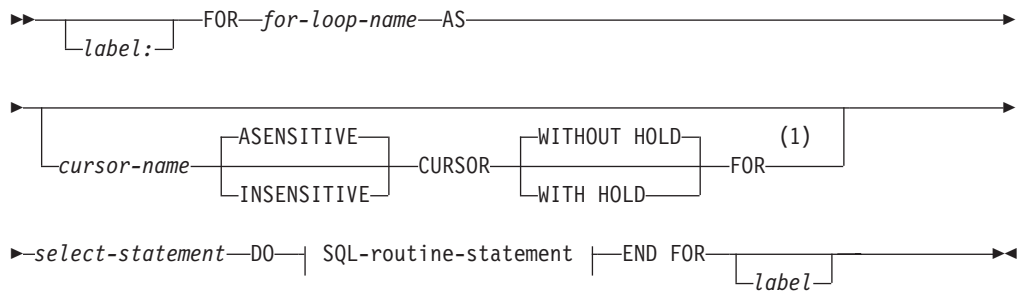 FOR for-loop-name AS
label:
ASENSITIVE WITHOUT HOLD (1)
cursor-name CURSOR FOR
INSENSITIVE WITH HOLD
select-statement DO SQL-routine-statement END FOR
label